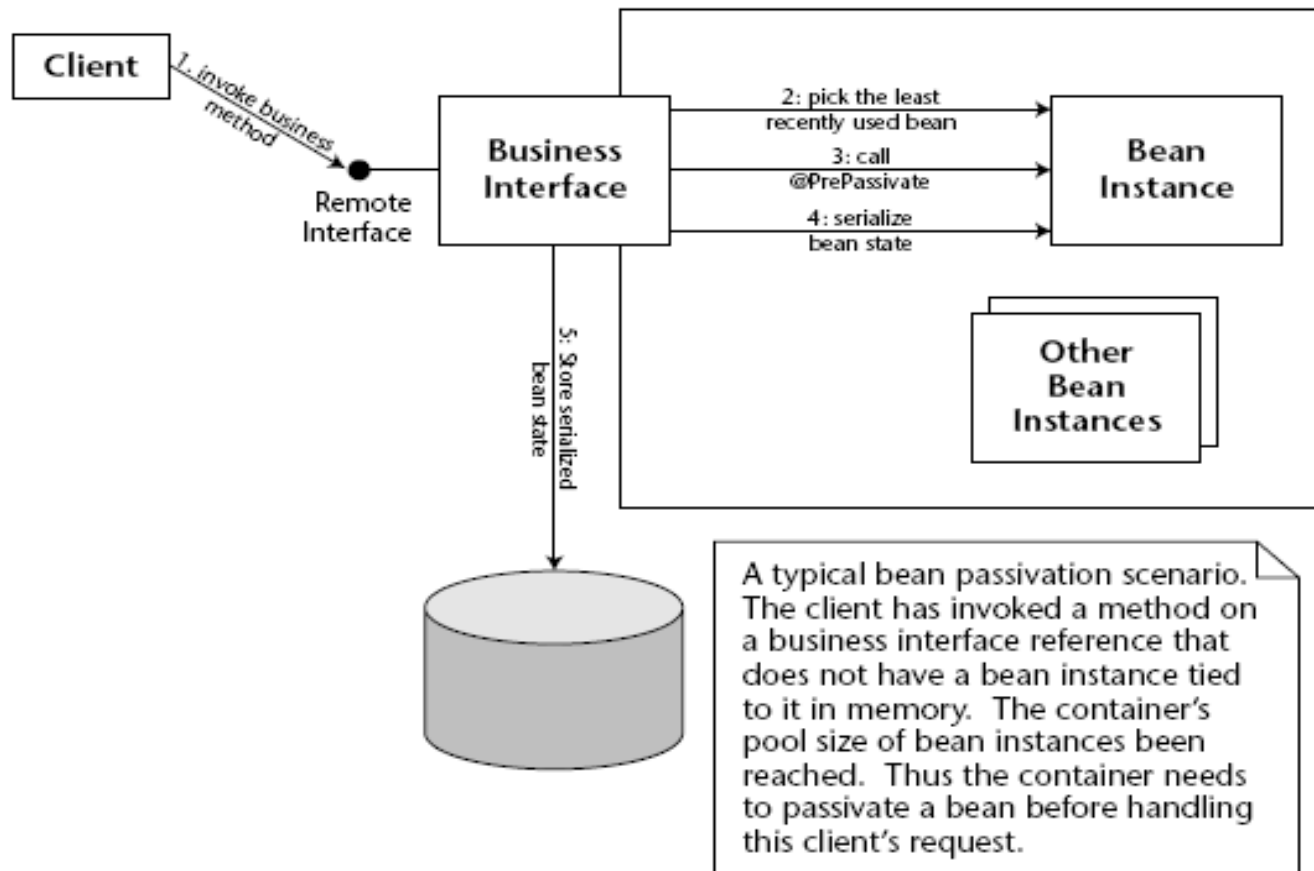 Client
1. invoke business
method
Remote
Interface
Business
Interface
2: pick the least
recently used bean
3: call
@PrePassivate
4: serialize
bean state
Bean
Instance
Other
Bean
Instances
5: Store serialized
bean state
A typical bean passivation scenario.
The client has invoked a method on
a business interface reference that
does not have a bean instance tied
to it in memory.  The container's
pool size of bean instances been
reached.  Thus the container needs
to passivate a bean before handling
this client's request.